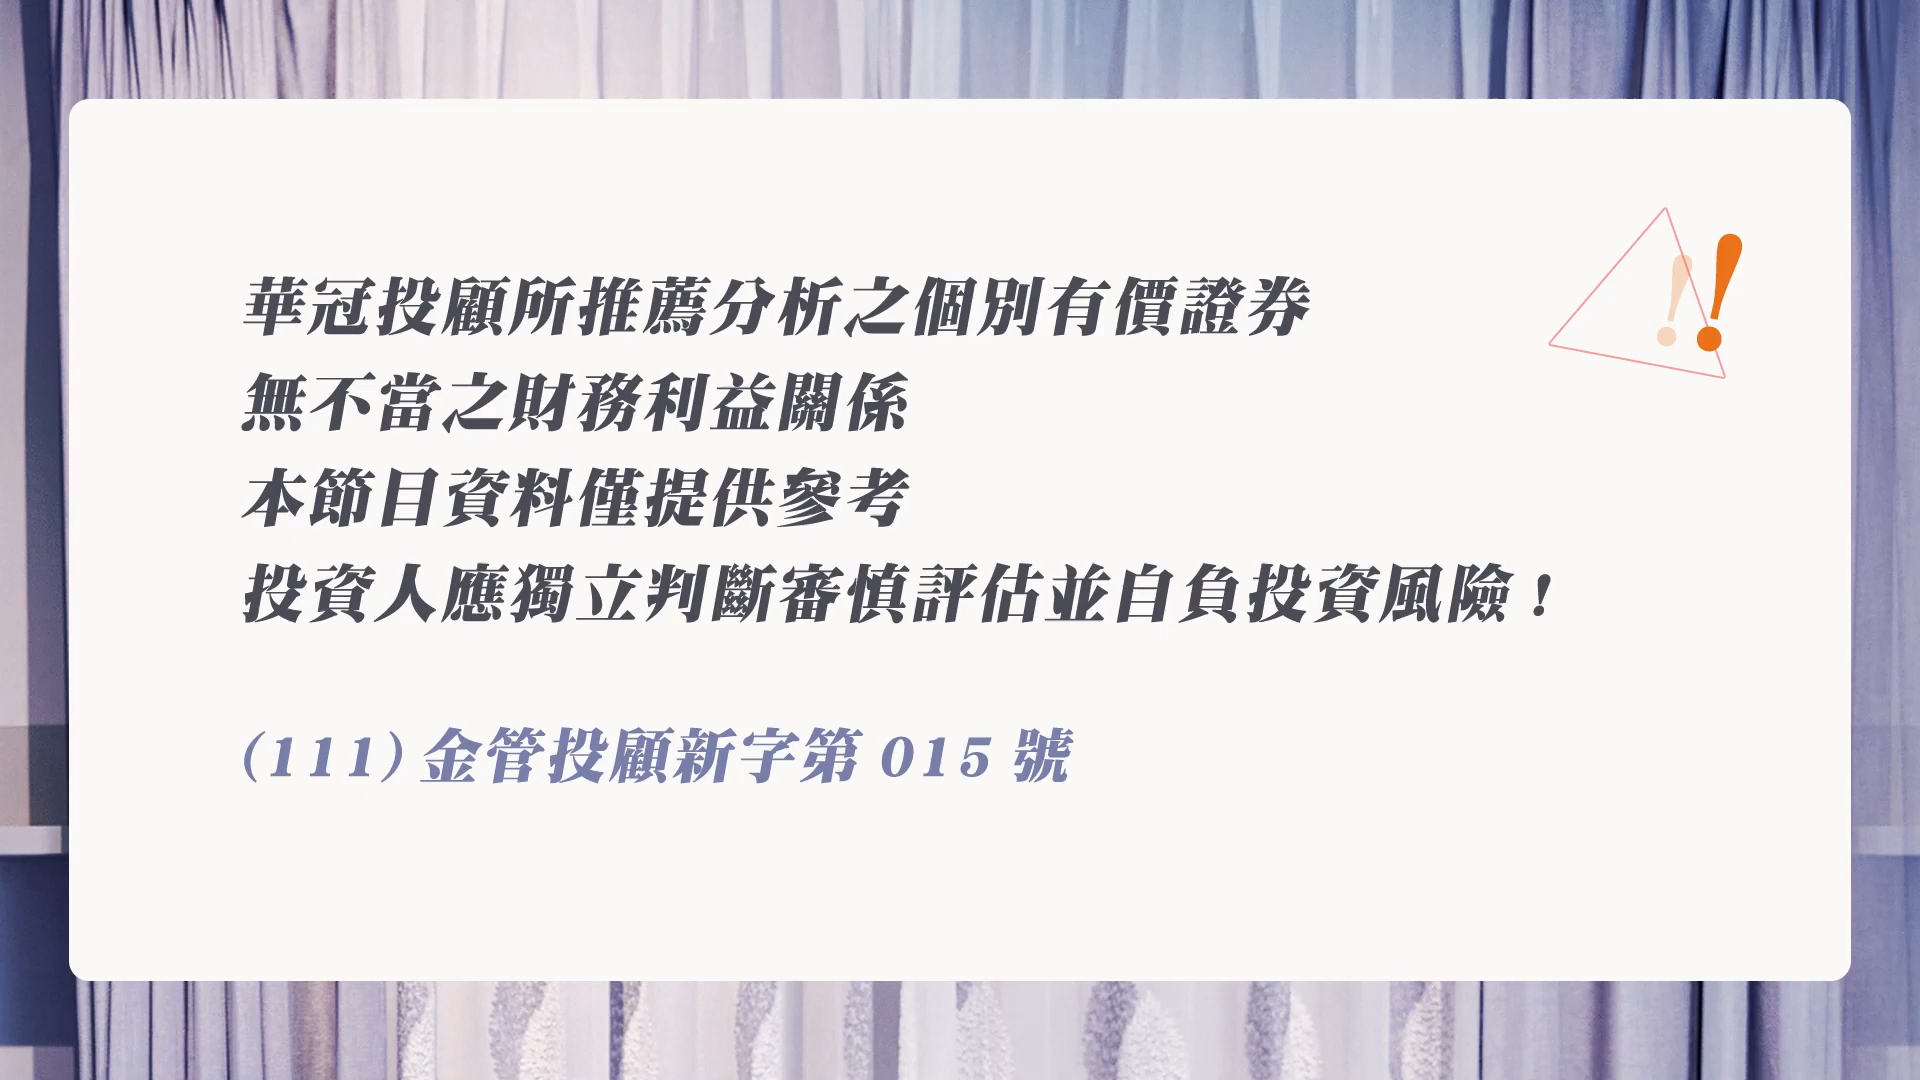 華冠投顧所推薦分析之個別有價證券
無不當之財務利益關係
本節目資料僅提供參考
投資人應獨立判斷審慎評估並自負投資風險！
(111) 金管投顧新字第 015 號